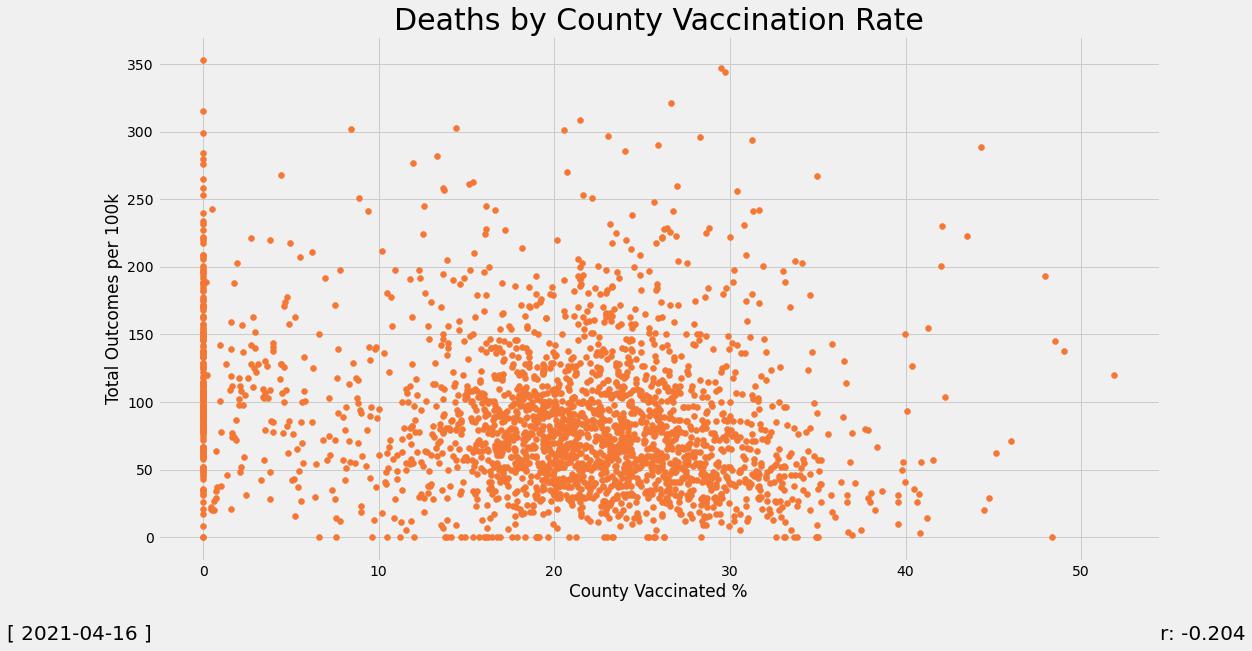 Deaths by County Vaccination Rate
350
300
250
200
150
100
50
0
Total Outcomes per 100k
0 10 20 30 40 50
County Vaccinated %
[ 2021-04-16 ]
r: -0.204